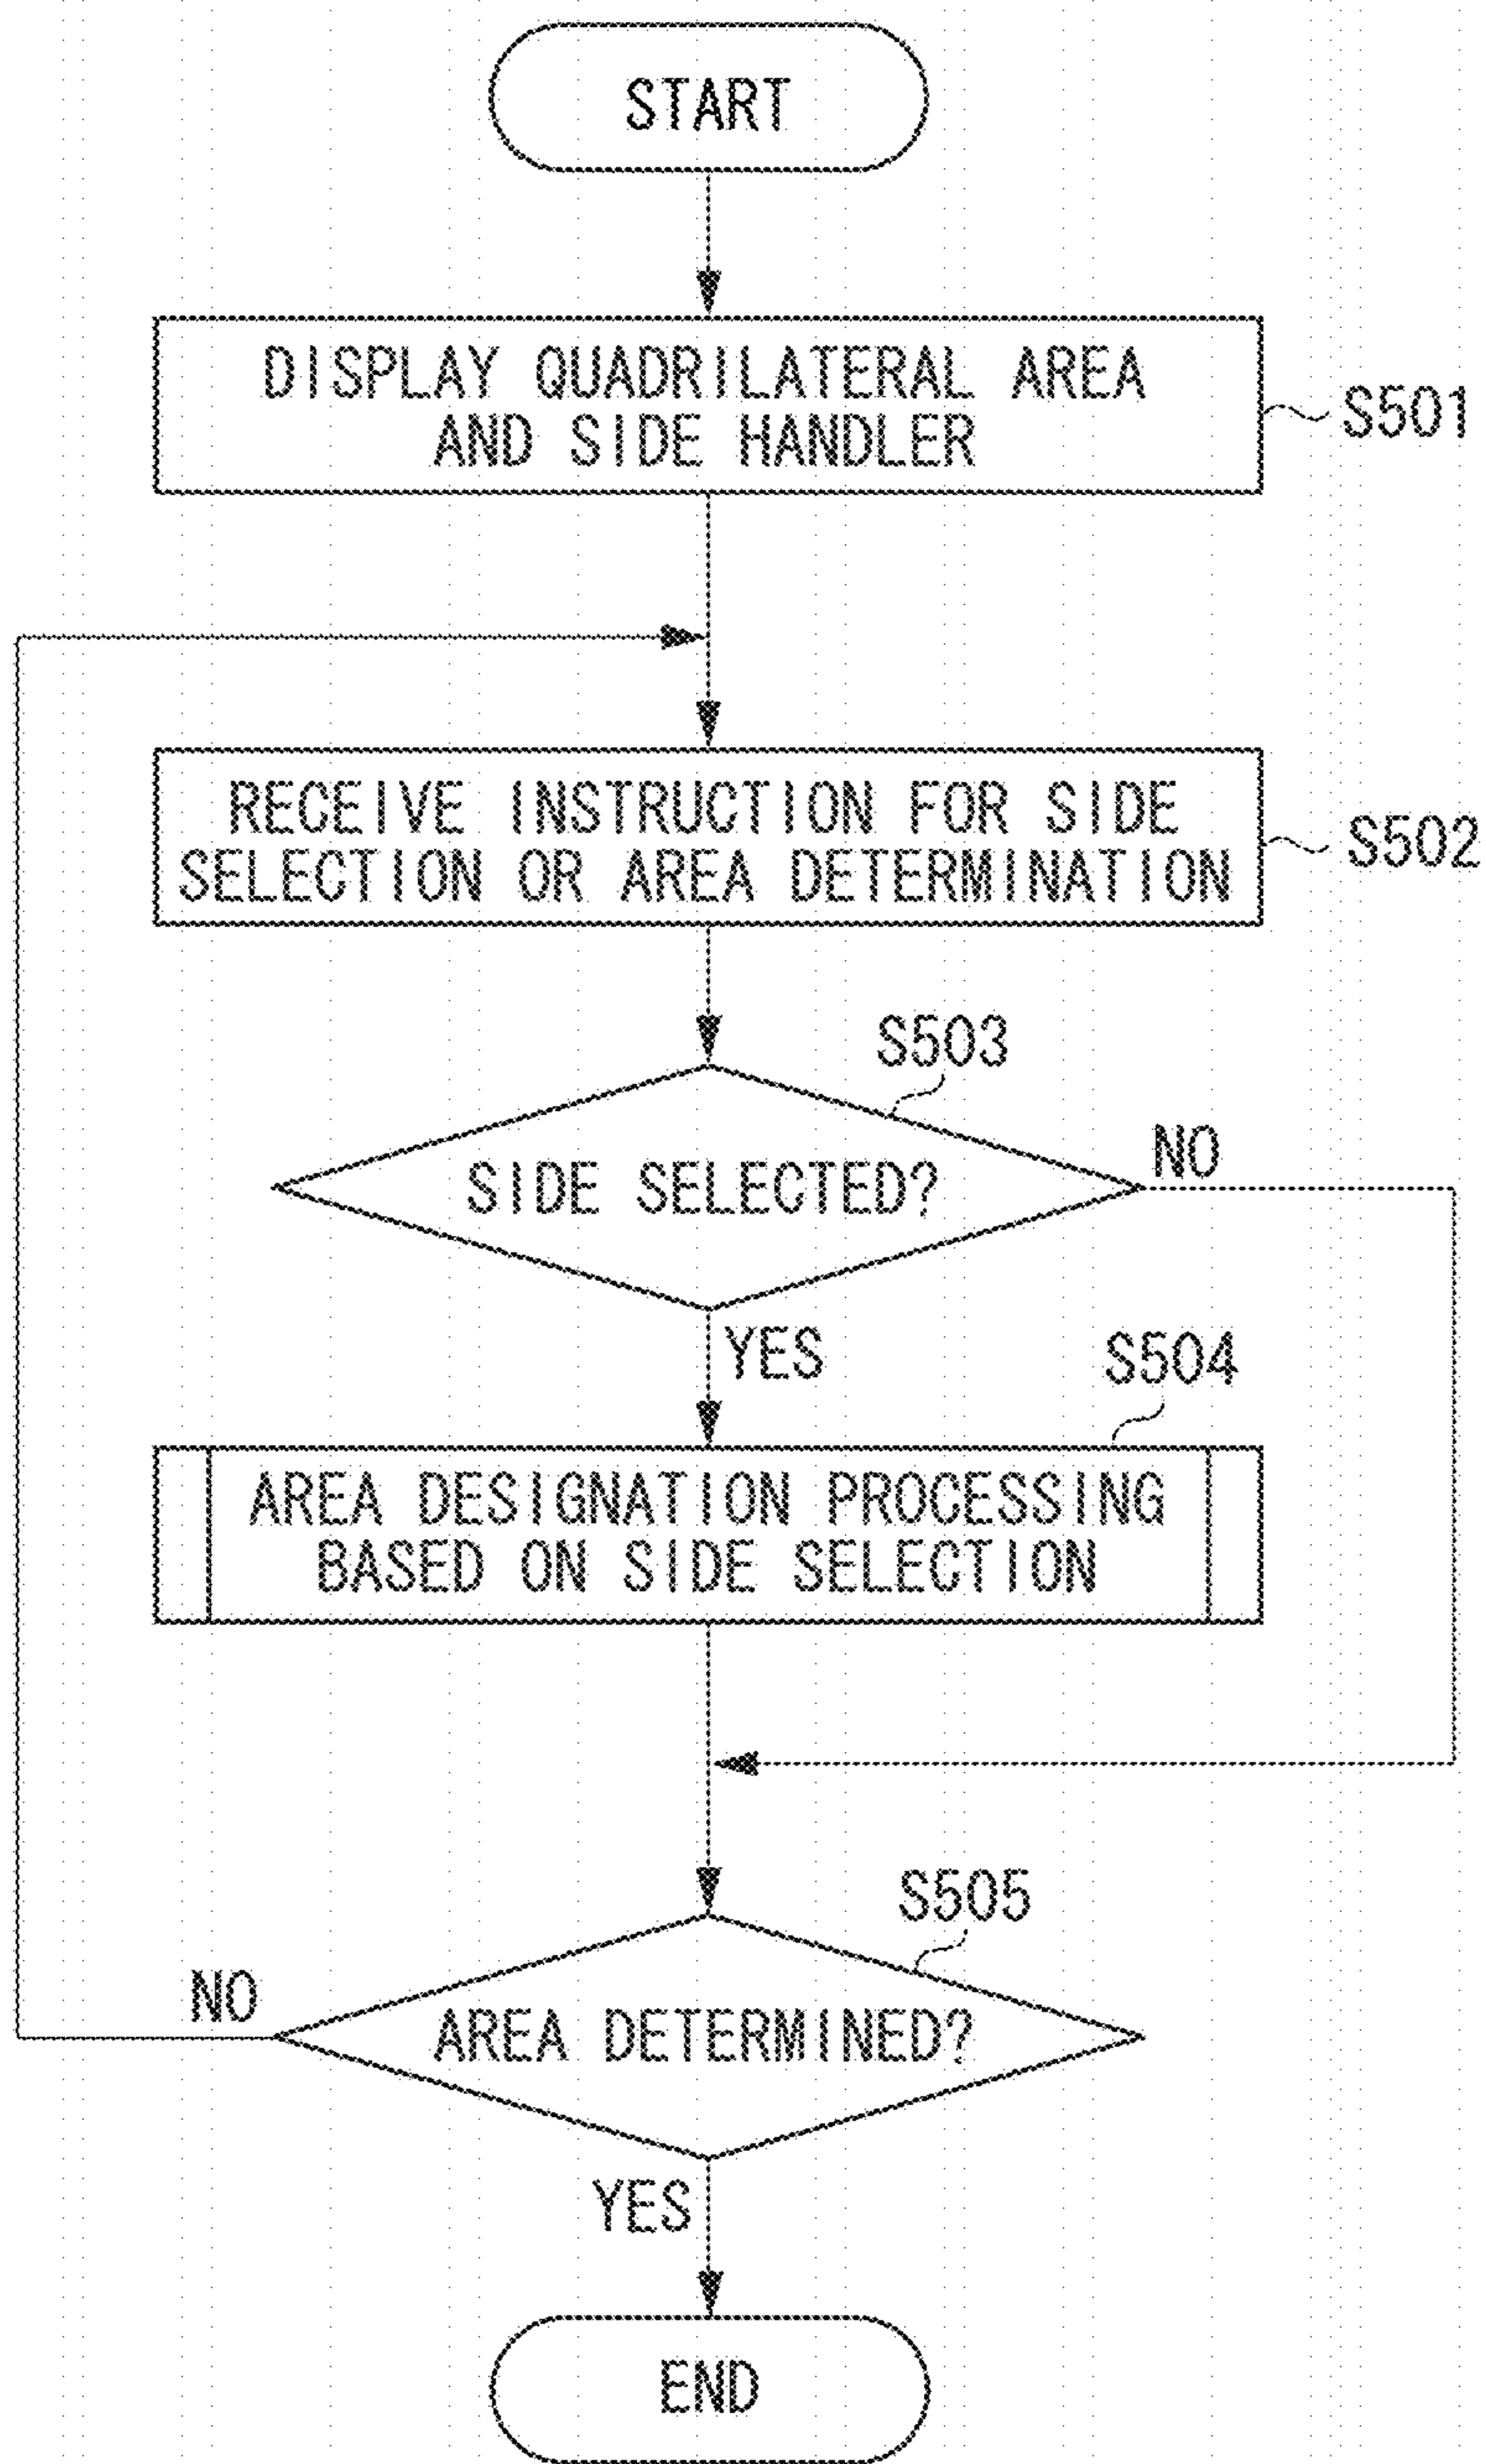 START
DISPLAY QUADRILATERAL AREA
AND SIDE HANDLER
S501
RECEIVE INSTRUCTION FOR SIDE
SELECTION OR AREA DETERMINATION
S502
S503
SIDE SELECTED?
NO
YES
S504
AREA DESIGNATION PROCESSING
BASED ON SIDE SELECTION
S505
AREA DETERMINED?
NO
YES
END